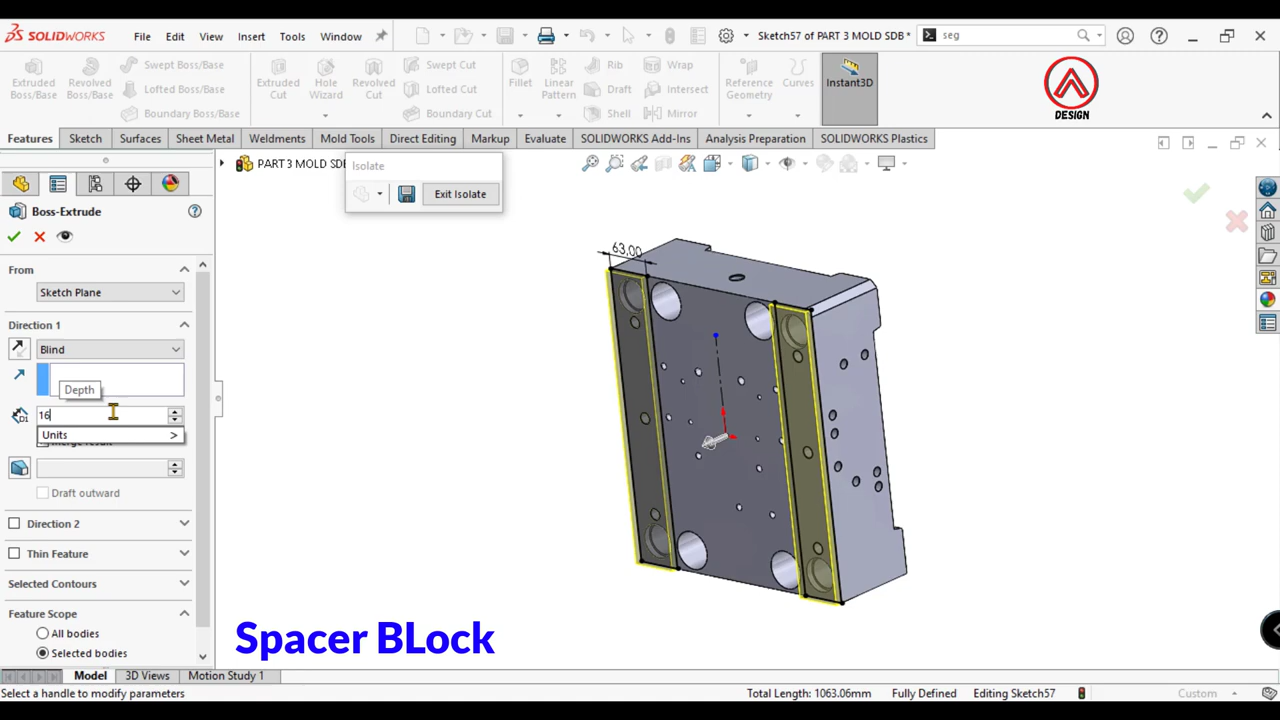 SOLIDWORKS File Edit View Insert Tools Window Sketch57 of PART 3 MOLD SDB * seg
Extruded Boss/Base
Revolved Boss/Base
Swept Boss/Base
Lofted Boss/Base
Boundary Boss/Base
Extruded Cut
Hole Wizard
Revolved Cut
Swept Cut
Lofted Cut
Boundary Cut
Fillet
Linear Pattern
Rib
Draft
Shell
Wrap
Intersect
Mirror
Reference Geometry
Curves
Instant3D
DESIGN
Features Sketch Surfaces Sheet Metal Weldments Mold Tools Direct Editing Markup Evaluate SOLIDWORKS Add-Ins Analysis Preparation SOLIDWORKS Plastics
PART 3 MOLD SDB
Isolate
Exit Isolate
Boss-Extrude
From
Sketch Plane
Direction 1
Blind
Depth
D1
16
Units >
Merge result
Draft outward
Direction 2
Thin Feature
Selected Contours
Feature Scope
All bodies
Selected bodies
63.00
Spacer BLock
Model 3D Views Motion Study 1
Select a handle to modify parameters Total Length: 1063.06mm Fully Defined Editing Sketch57 Custom